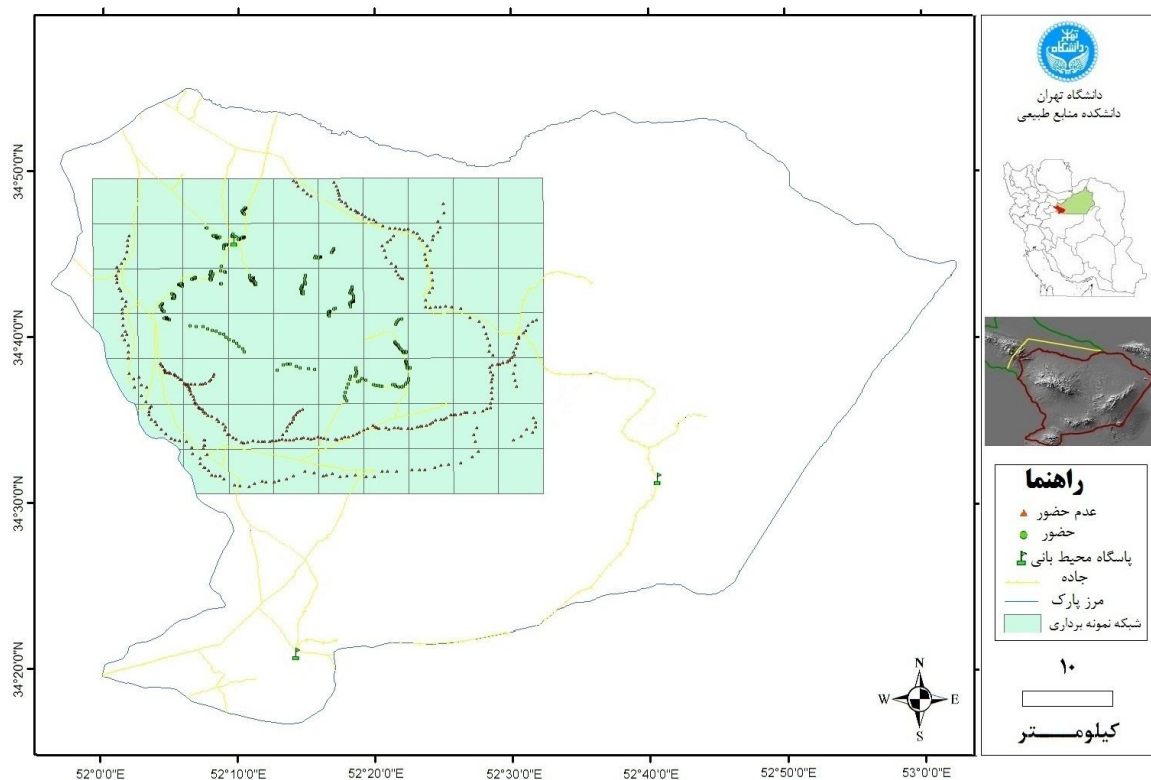 34°50'0"N
34°40'0"N
34°30'0"N
34°20'0"N
52°0'0"E
52°10'0"E
52°20'0"E
52°30'0"E
52°40'0"E
52°50'0"E
53°0'0"E
N
W
E
S
دانشگاه تهران
دانشکده منابع طبیعی
راهنما
عدم حضور
حضور
پاسگاه محیط بانی
جاده
مرز پارک
شبکه نمونه برداری
۱۰
کیلومــــتر